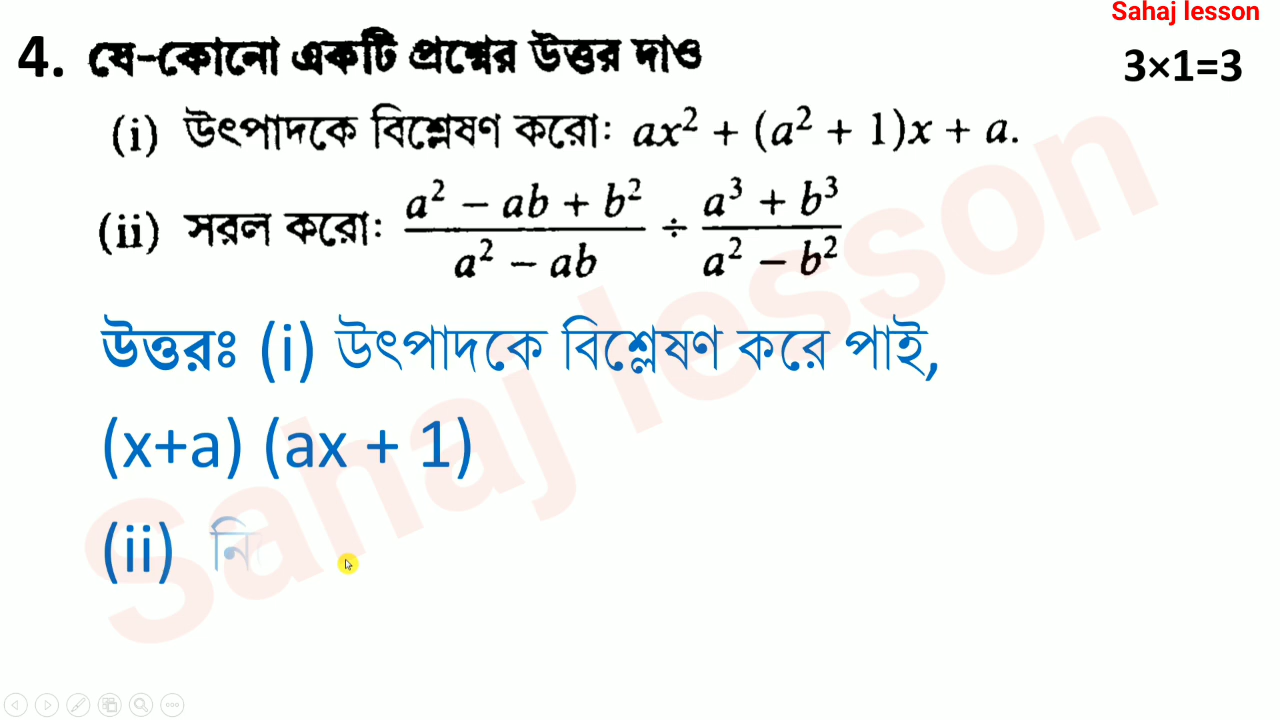 Sahaj lesson
4. যে-কোনো একটি প্রশ্নের উত্তর দাও 3×1=3
(i) উৎপাদকে বিশ্লেষণ করো: ax² + (a² + 1)x + a.
(ii) সরল করো: (a² − ab + b²)/(a² − ab) ÷ (a³ + b³)/(a² − b²)
উত্তরঃ (i) উৎপাদকে বিশ্লেষণ করে পাই,
(x+a) (ax + 1)
(ii) নি
Sahaj lesson